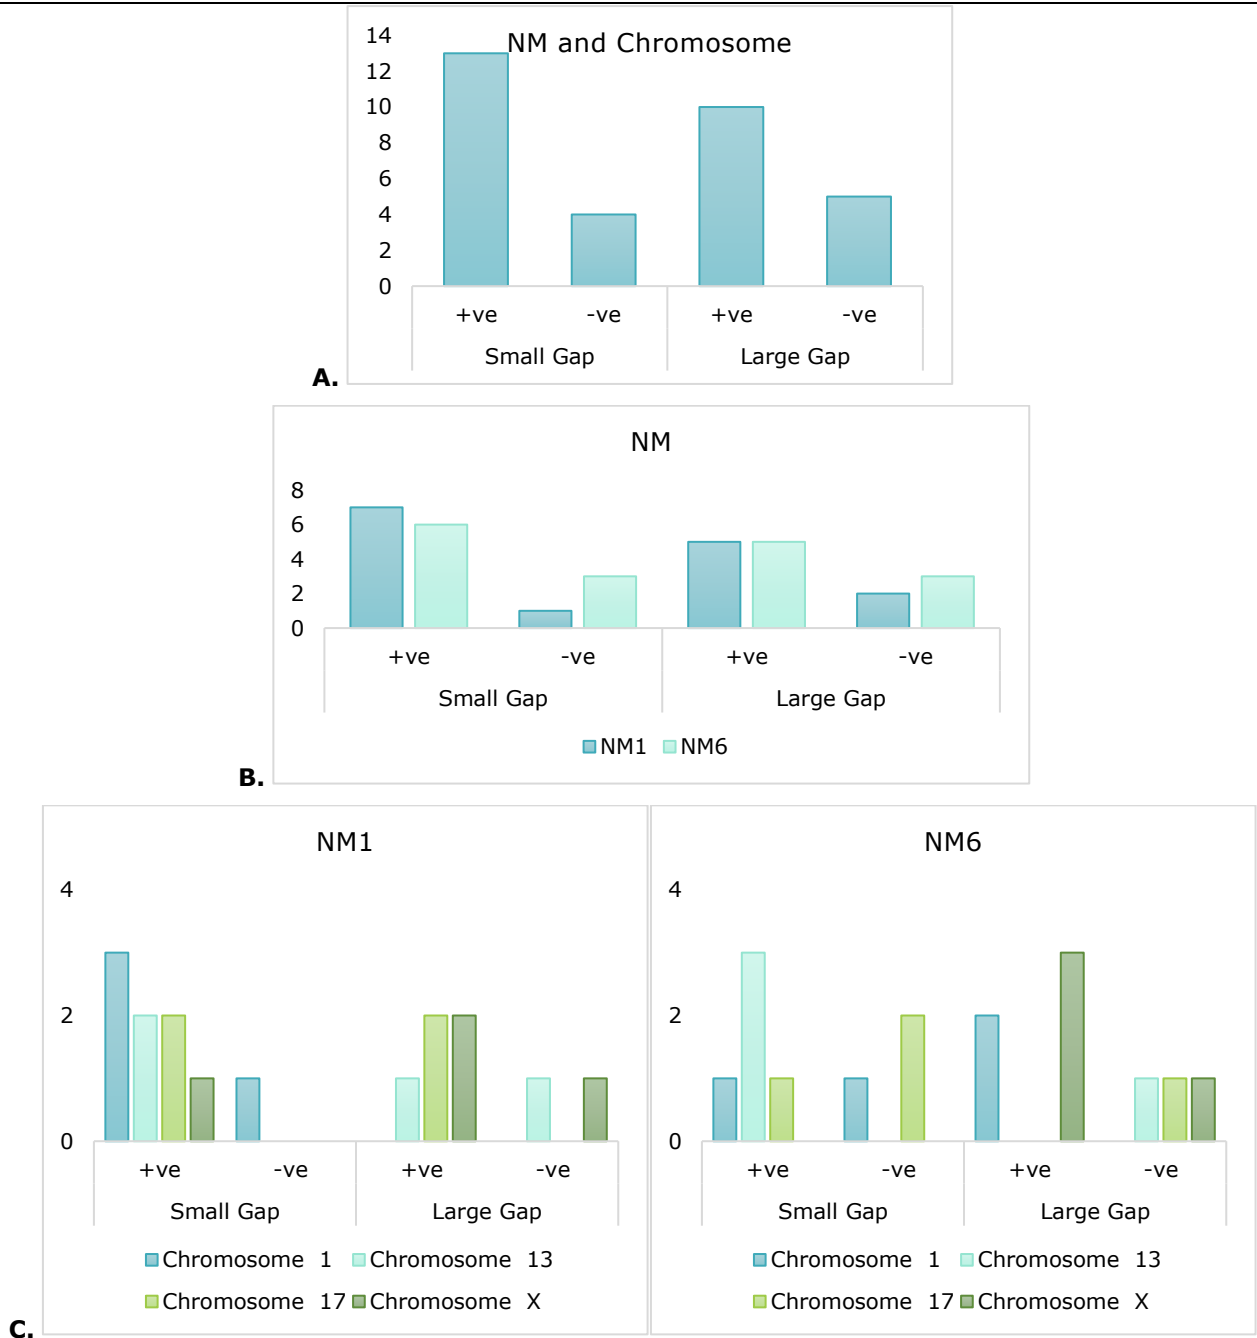 NM and Chromosome
14
12
10
8
6
4
2
0
+ve -ve +ve -ve
Small Gap Large Gap
A.
NM
8
6
4
2
0
+ve -ve +ve -ve
Small Gap Large Gap
NM1 NM6
B.
NM1
4
2
0
+ve -ve +ve -ve
Small Gap Large Gap
Chromosome 1 Chromosome 13
Chromosome 17 Chromosome X
NM6
4
2
0
+ve -ve +ve -ve
Small Gap Large Gap
Chromosome 1 Chromosome 13
Chromosome 17 Chromosome X
C.